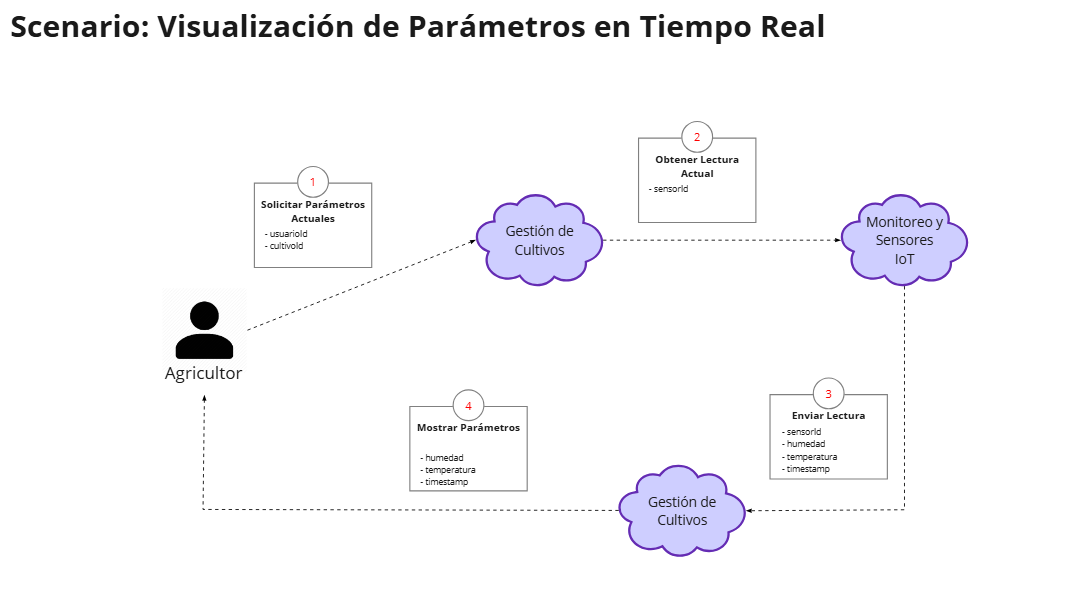 Scenario: Visualización de Parámetros en Tiempo Real
1
Solicitar Parámetros
Actuales
- usuarioId
- cultivoId
Gestión de
Cultivos
2
Obtener Lectura
Actual
- sensorId
Monitoreo y
Sensores
IoT
Agricultor
3
Enviar Lectura
- sensorId
- humedad
- temperatura
- timestamp
Gestión de
Cultivos
4
Mostrar Parámetros
- humedad
- temperatura
- timestamp